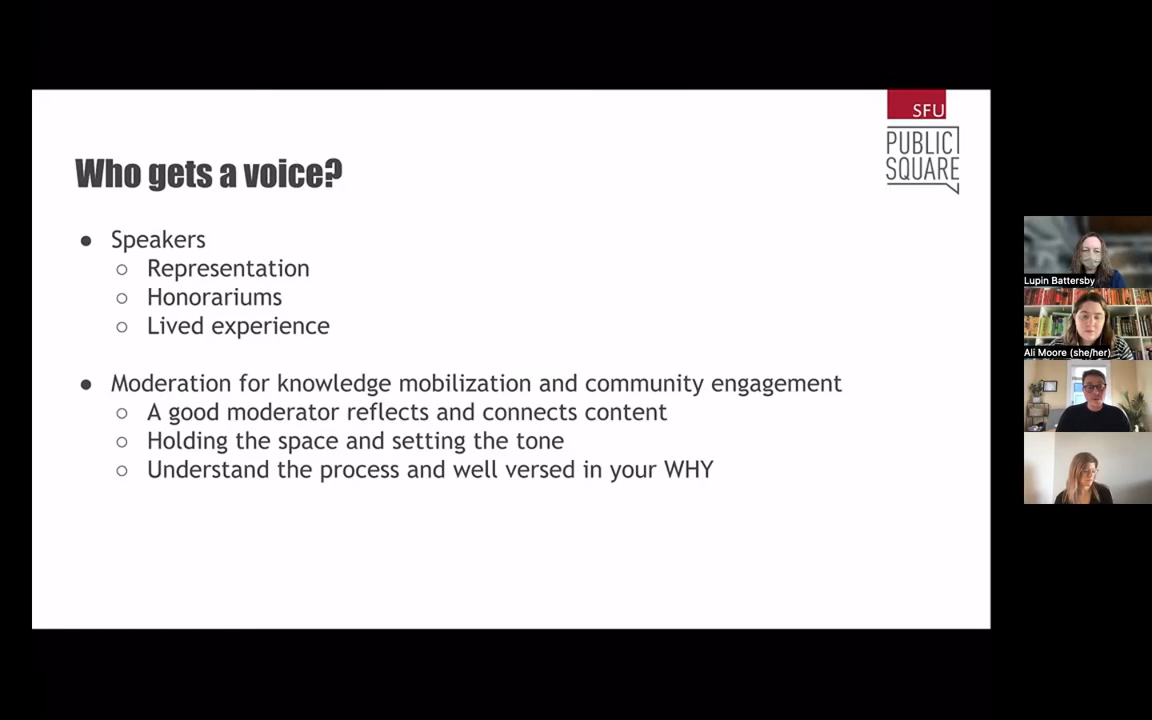 SFU
PUBLIC
SQUARE
Who gets a voice?
● Speakers
○ Representation
○ Honorariums
○ Lived experience
● Moderation for knowledge mobilization and community engagement
○ A good moderator reflects and connects content
○ Holding the space and setting the tone
○ Understand the process and well versed in your WHY
Lupin Battersby
Ali Moore (she/her)